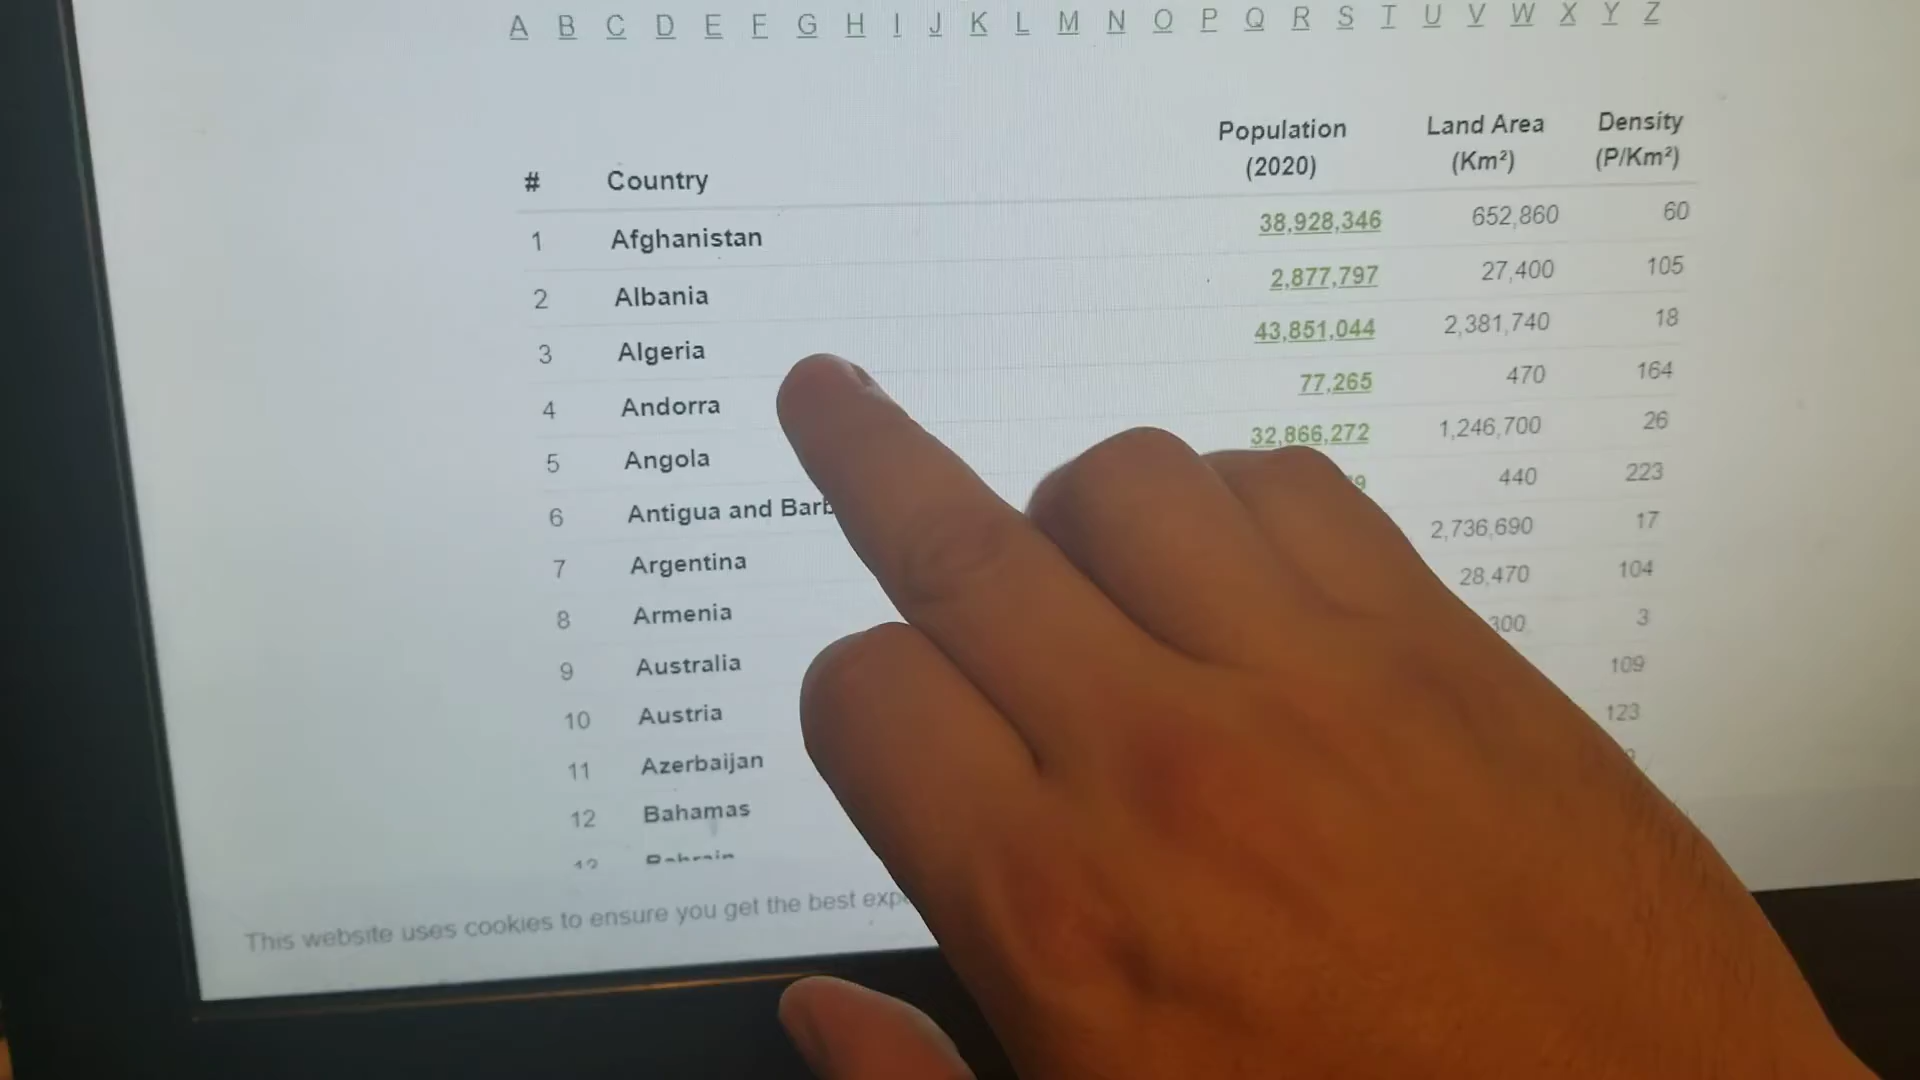 A B C D E F G H I J K L M N O P Q R S T U V W X Y Z
# Country Population (2020) Land Area (Km²) Density (P/Km²)
1 Afghanistan 38,928,346 652,860 60
2 Albania 2,877,797 27,400 105
3 Algeria 43,851,044 2,381,740 18
4 Andorra 77,265 470 164
5 Angola 32,866,272 1,246,700 26
6 Antigua and Barb 9 440 223
7 Argentina 2,736,690 17
8 Armenia 28,470 104
9 Australia 300 3
10 Austria 109
11 Azerbaijan 123
12 Bahamas
13 Bahrain
This website uses cookies to ensure you get the best exp